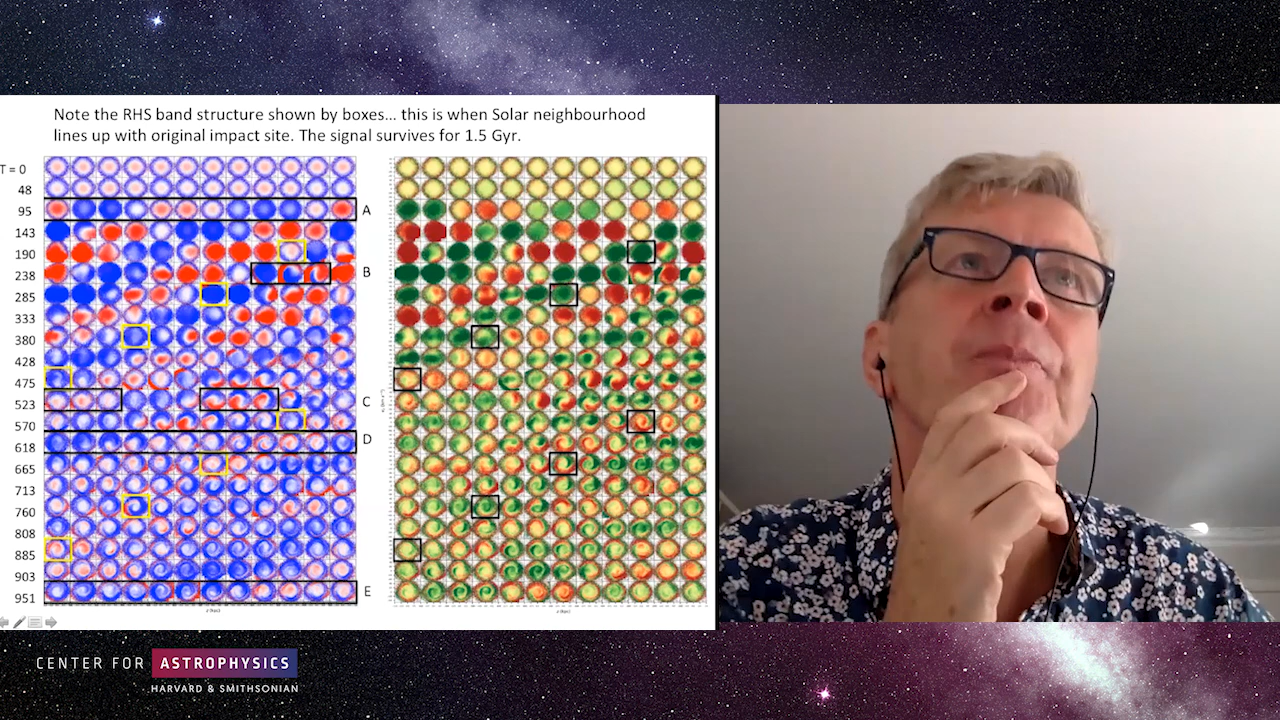 Note the RHS band structure shown by boxes... this is when Solar neighbourhood
lines up with original impact site. The signal survives for 1.5 Gyr.
T = 0
48
95
A
143
190
238
B
285
333
380
428
475
523
C
570
618
D
665
713
760
808
885
903
951
E
CENTER FOR ASTROPHYSICS
HARVARD & SMITHSONIAN